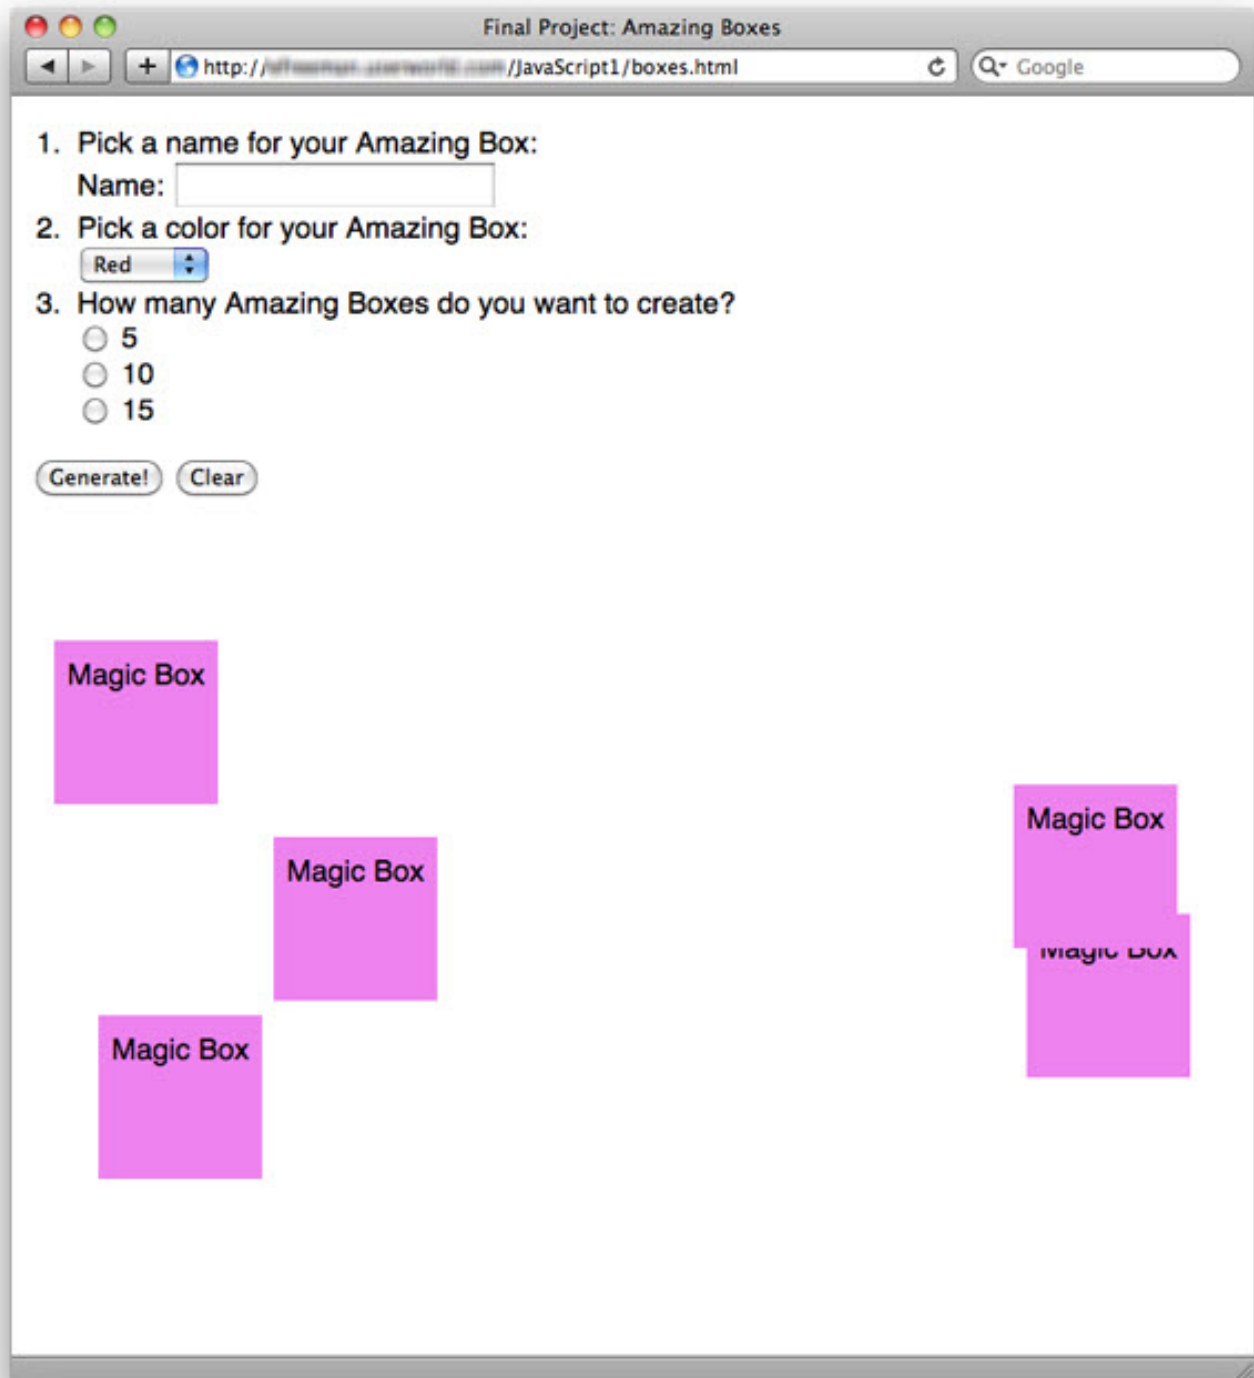 Final Project: Amazing Boxes
http:// /JavaScript1/boxes.html
Google
1. Pick a name for your Amazing Box:
Name:
2. Pick a color for your Amazing Box:
Red
3. How many Amazing Boxes do you want to create?
5
10
15
Generate! Clear
Magic Box
Magic Box
Magic Box
Magic Box
Magic Box